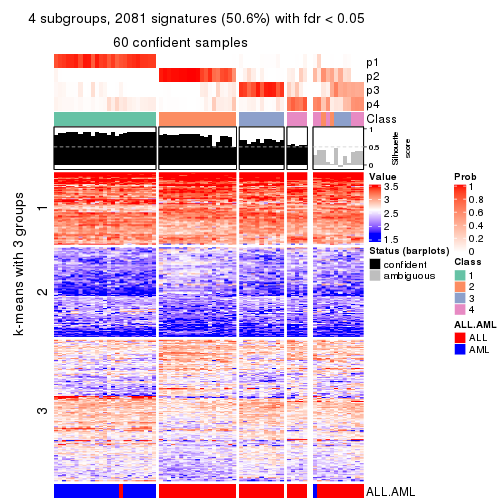 4 subgroups, 2081 signatures (50.6%) with fdr < 0.05
60 confident samples
p1
p2
p3
p4
Class
1
0.5
0
Silhouette
score
k-means with 3 groups
1
2
3
ALL.AML
Value
3.5
3
2.5
2
1.5
Status (barplots)
confident
ambiguous
Prob
1
0.8
0.6
0.4
0.2
0
Class
1
2
3
4
ALL.AML
ALL
AML